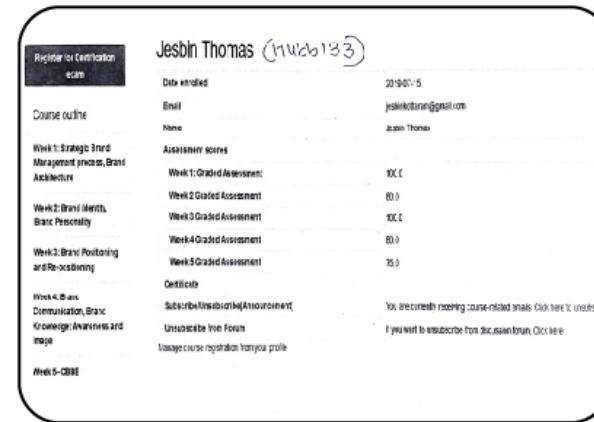 Register for Certification
exam
Course outline
Week 1: Strategic Brand
Management process, Brand
Architecture
Week 2: Brand Identity,
Brand Personality
Week 3: Brand Positioning
and Re-positioning
Week 4: Brand
Communication, Brand
Knowledge: Awareness and
Image
Week 5-CBBE
Jesbin Thomas
Date enrolled 2019-07-15
Email
Name Jesbin Thomas
Assessment scores
Week 1: Graded Assessment 100.0
Week 2 Graded Assessment 80.0
Week 3 Graded Assessment 100.0
Week 4 Graded Assessment 80.0
Week 5 Graded Assessment
Certificate
Subscribe/Unsubscribe(Announcement) You are currently receiving course-related emails. Click here to
Unsubscribe from Forum If you want to unsubscribe from discussion forum, Click here
Manage course registration from your profile